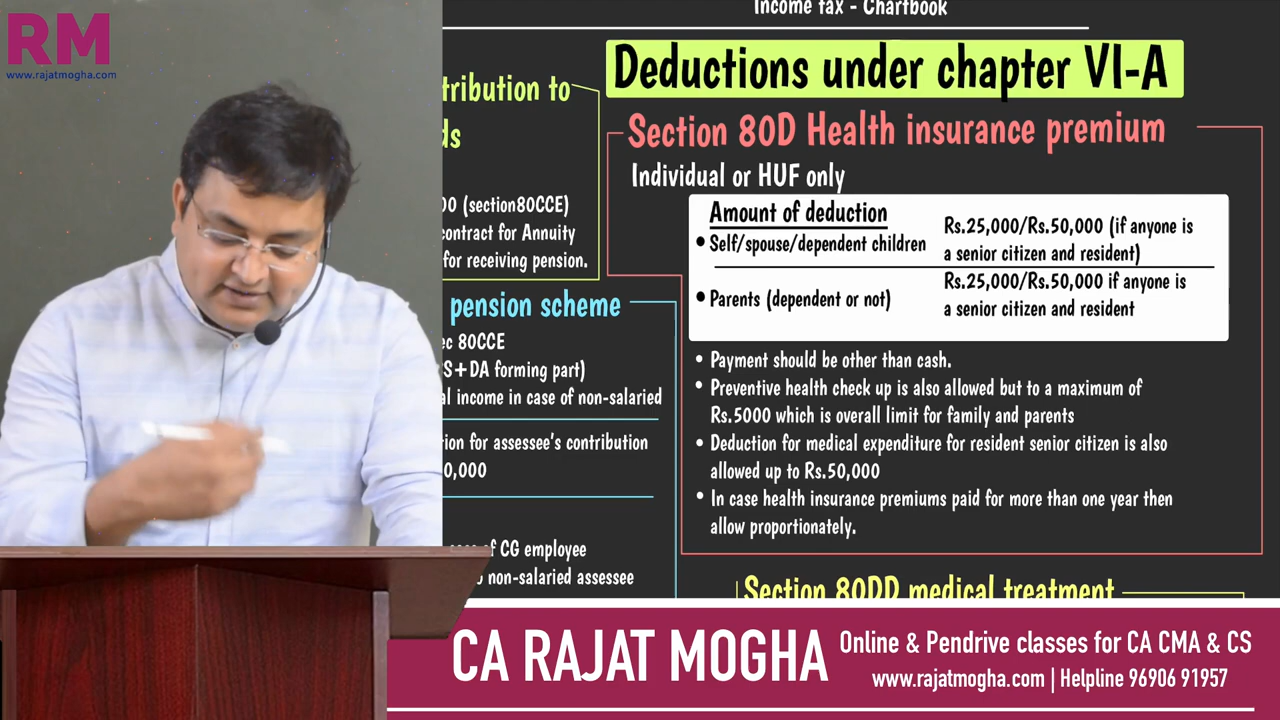 RM
www.rajatmogha.com
Income tax - Chartbook
Deductions under chapter VI-A
tribution to
ds
00 (section80CCE)
contract for Annuity
for receiving pension.
pension scheme
ec 80CCE
S+DA forming part)
al income in case of non-salaried
ion for assessee's contribution
0,000
of CG employee
non-salaried assessee
Section 80D Health insurance premium
Individual or HUF only
Amount of deduction
• Self/spouse/dependent children
Rs.25,000/Rs.50,000 (if anyone is
a senior citizen and resident)
• Parents (dependent or not)
Rs.25,000/Rs.50,000 if anyone is
a senior citizen and resident
• Payment should be other than cash.
• Preventive health check up is also allowed but to a maximum of
Rs.5000 which is overall limit for family and parents
• Deduction for medical expenditure for resident senior citizen is also
allowed up to Rs.50,000
• In case health insurance premiums paid for more than one year then
allow proportionately.
Section 80DD medical treatment
CA RAJAT MOGHA
Online & Pendrive classes for CA CMA & CS
www.rajatmogha.com | Helpline 96906 91957